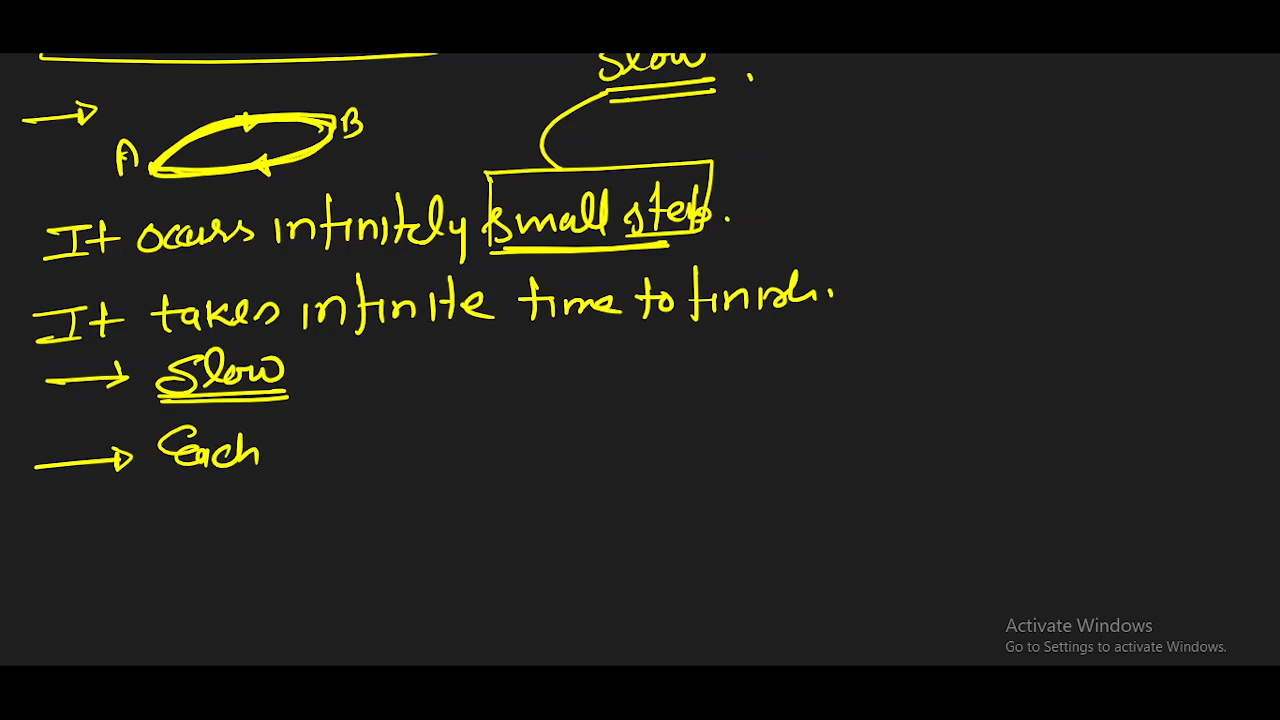 Slow
A B
It occurs infinitely small steps.
It takes infinite time to finish.
Slow
Each
Activate Windows
Go to Settings to activate Windows.